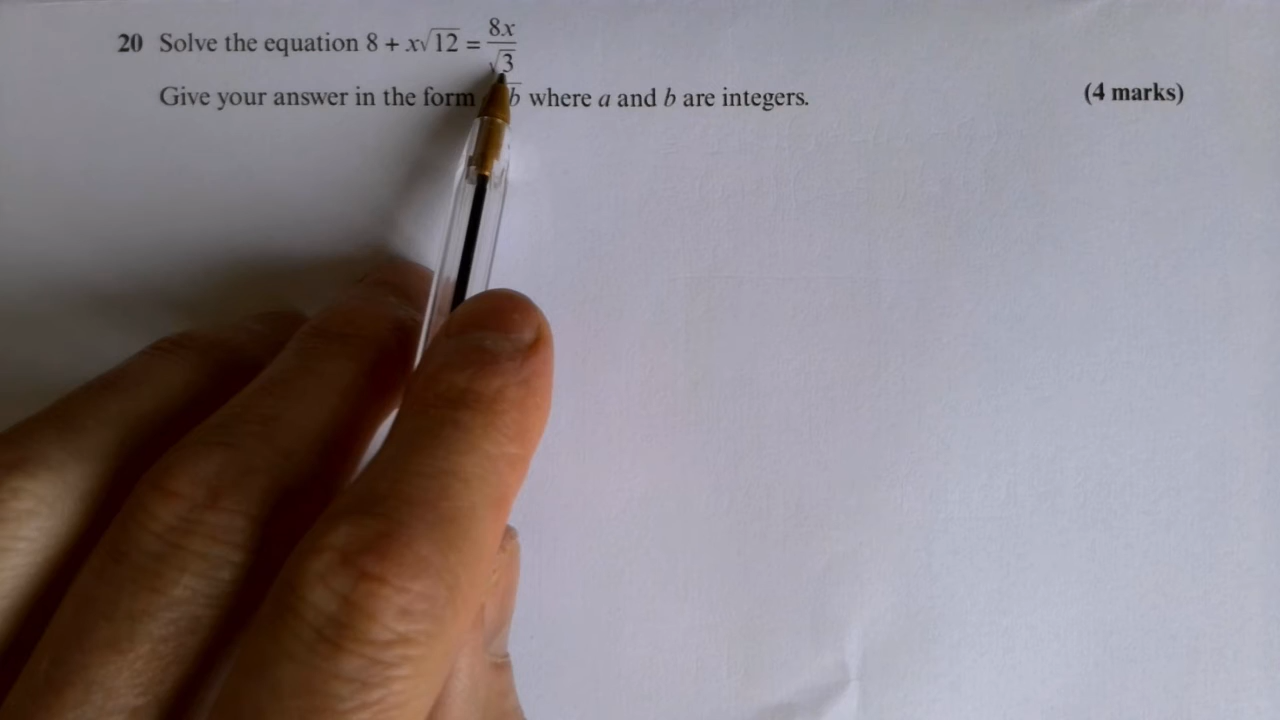 20 Solve the equation 8 + x√12 = 8x/√3
Give your answer in the form b where a and b are integers. (4 marks)